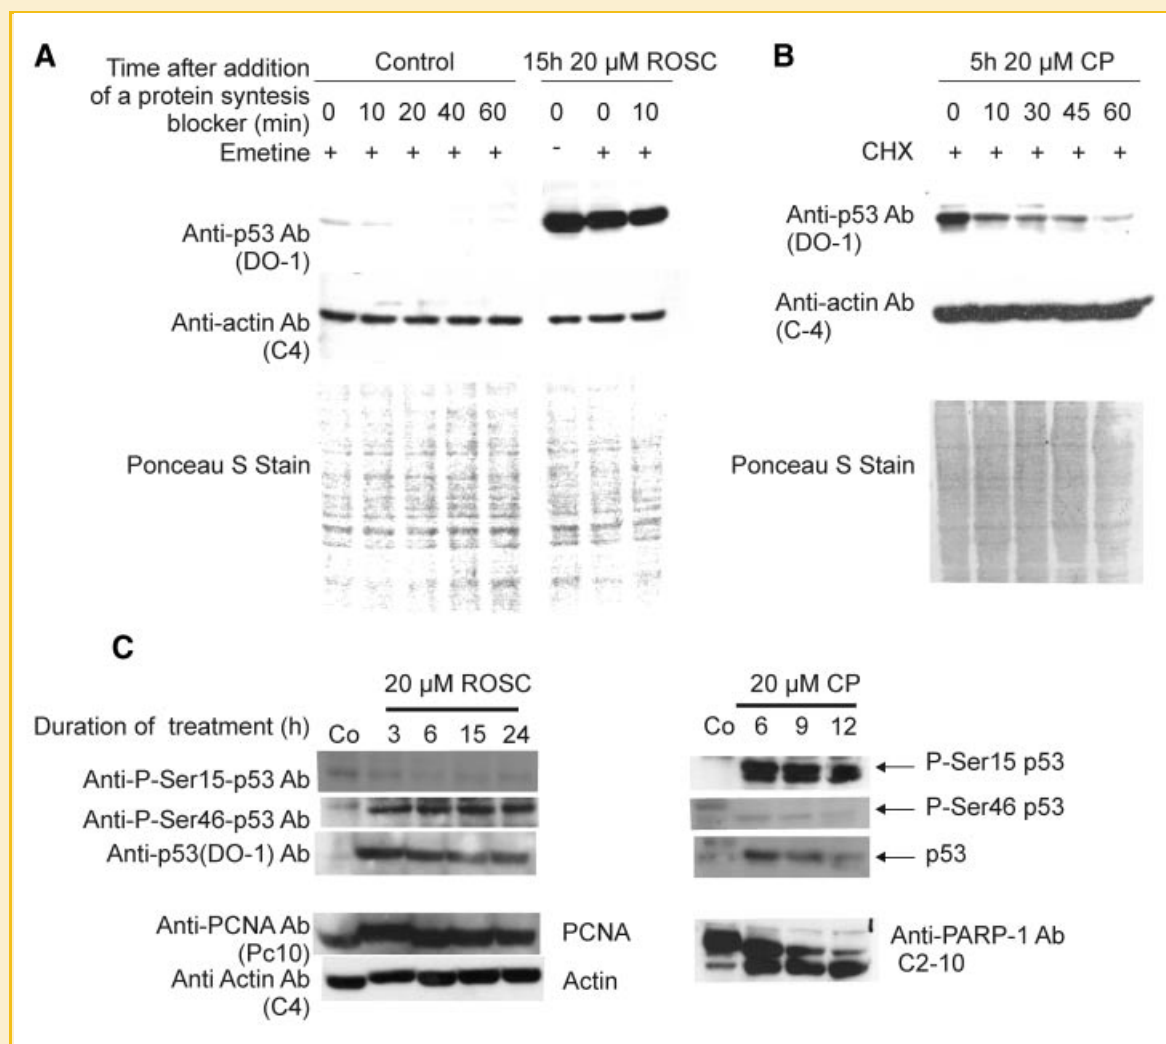 A
Time after addition
of a protein syntesis
blocker (min)
Control
15h 20 µM ROSC
0 10 20 40 60 0 0 10
Emetine + + + + + - + +
Anti-p53 Ab
(DO-1)
Anti-actin Ab
(C4)
Ponceau S Stain
B
5h 20 µM CP
0 10 30 45 60
CHX + + + + +
Anti-p53 Ab
(DO-1)
Anti-actin Ab
(C-4)
Ponceau S Stain
C
20 µM ROSC
Duration of treatment (h) Co 3 6 15 24
Anti-P-Ser15-p53 Ab
Anti-P-Ser46-p53 Ab
Anti-p53(DO-1) Ab
Anti-PCNA Ab
(Pc10)
PCNA
Anti Actin Ab
(C4)
Actin
20 µM CP
Co 6 9 12
P-Ser15 p53
P-Ser46 p53
p53
Anti-PARP-1 Ab
C2-10